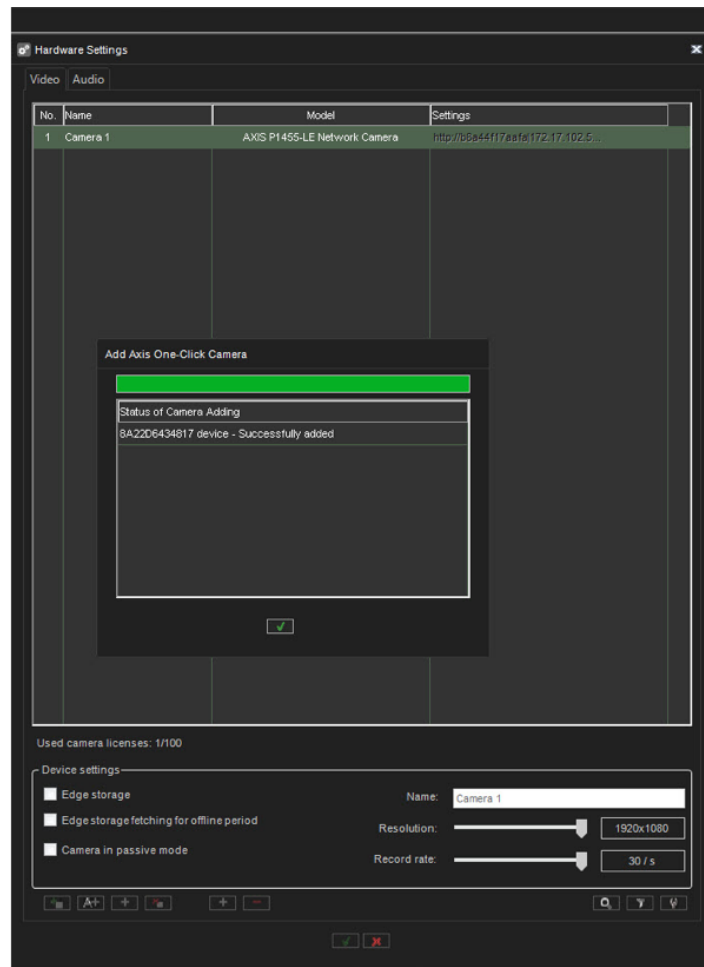 Hardware Settings
Video Audio
No. Name Model Settings
1 Camera 1 AXIS P1455-LE Network Camera
Add Axis One-Click Camera
Status of Camera Adding
8A22D6434817 device - Successfully added
Used camera licenses: 1/100
Device settings
Edge storage
Name: Camera 1
Edge storage fetching for offline period
Resolution: 1920x1080
Camera in passive mode
Record rate: 30 / s
A+